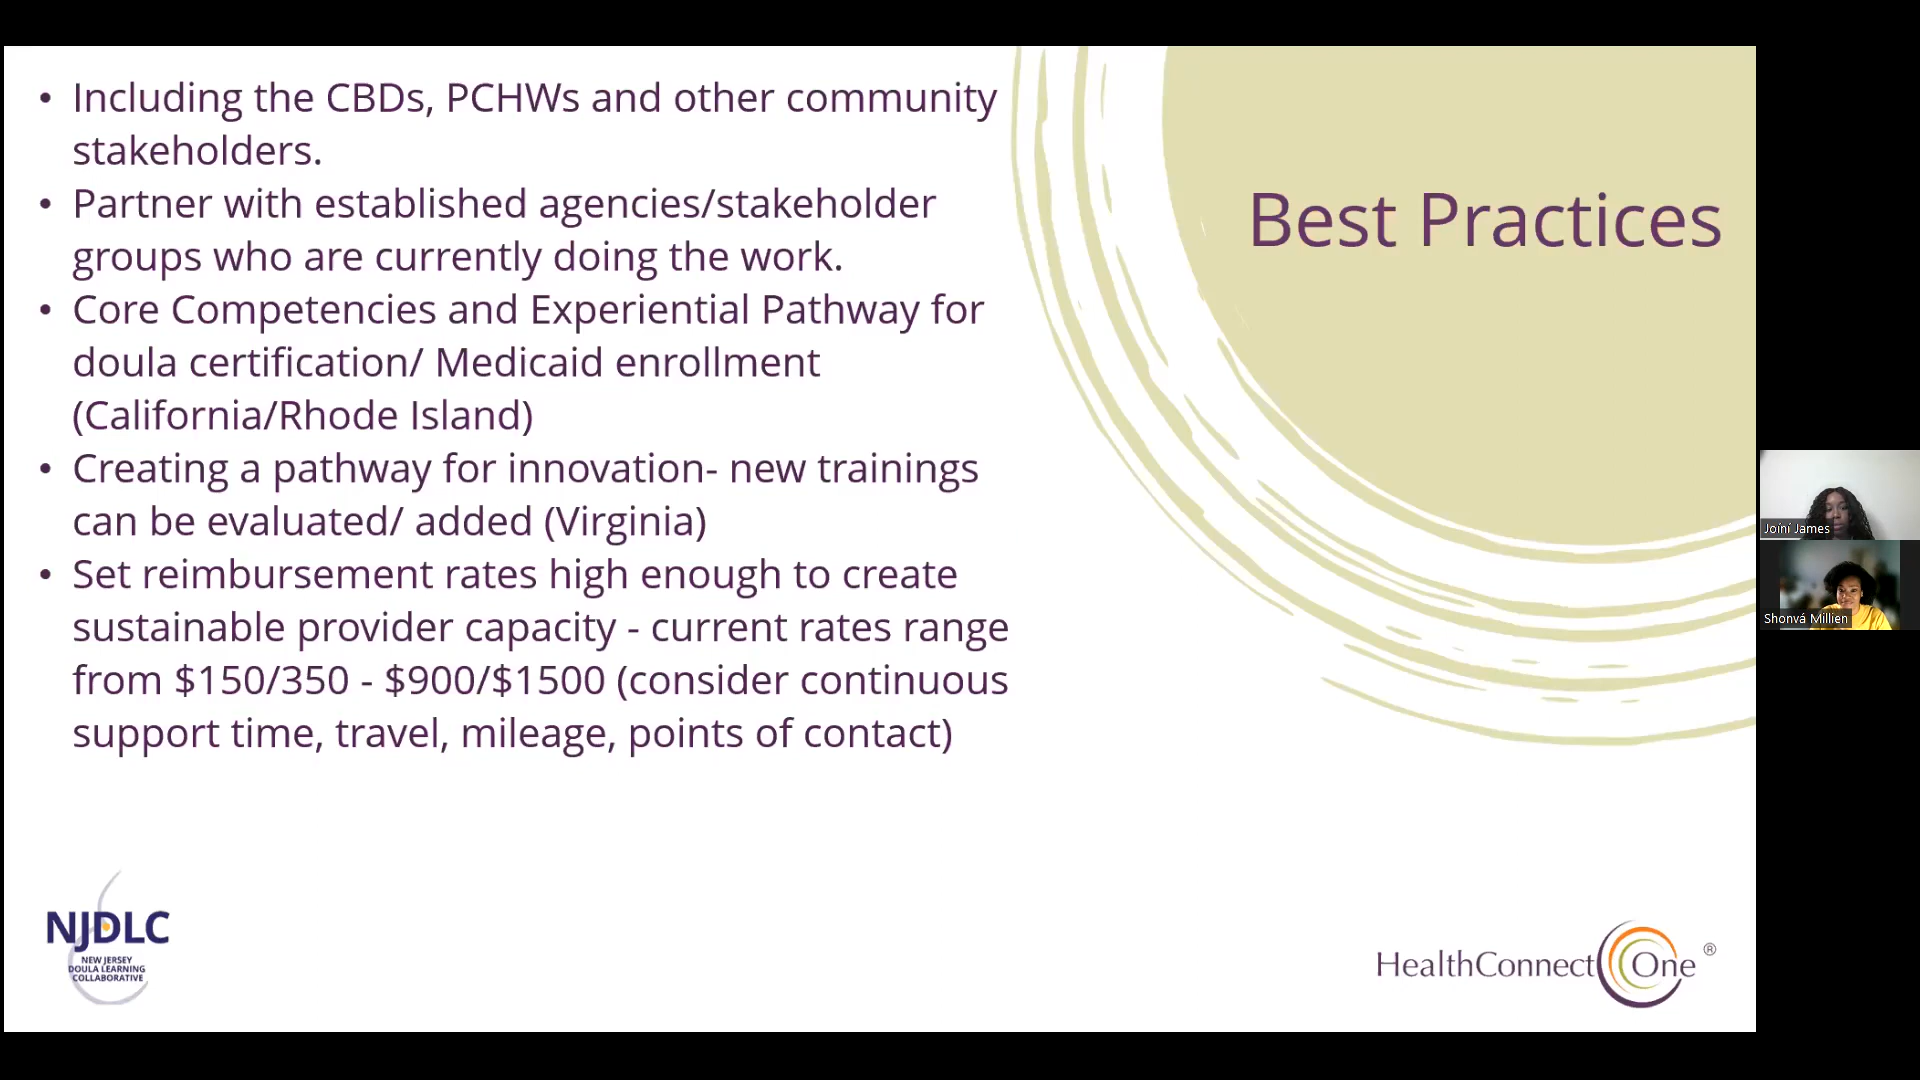 • Including the CBDs, PCHWs and other community
stakeholders.
• Partner with established agencies/stakeholder
groups who are currently doing the work.
• Core Competencies and Experiential Pathway for
doula certification/ Medicaid enrollment
(California/Rhode Island)
• Creating a pathway for innovation- new trainings
can be evaluated/ added (Virginia)
• Set reimbursement rates high enough to create
sustainable provider capacity - current rates range
from $150/350 - $900/$1500 (consider continuous
support time, travel, mileage, points of contact)
Best Practices
Joíní James
Shonvá Millien
NJDLC
NEW JERSEY
DOULA LEARNING
COLLABORATIVE
HealthConnect One ®